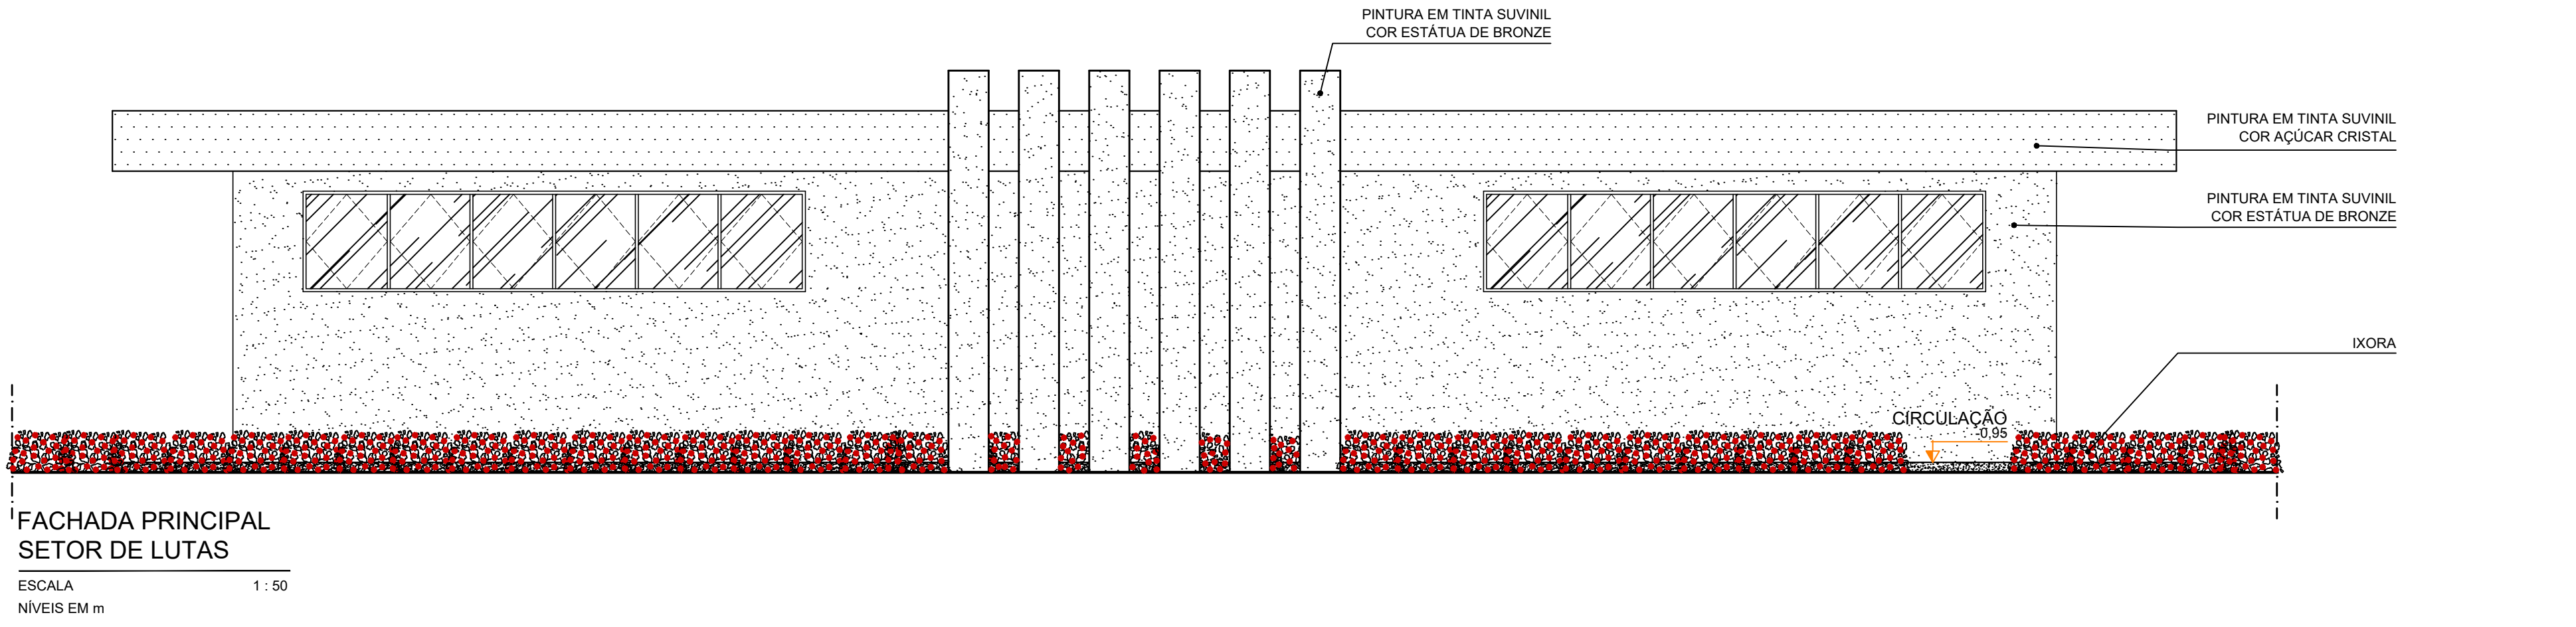 PINTURA EM TINTA SUVINIL
COR ESTÁTUA DE BRONZE
PINTURA EM TINTA SUVINIL
COR AÇÚCAR CRISTAL
PINTURA EM TINTA SUVINIL
COR ESTÁTUA DE BRONZE
IXORA
CIRCULAÇÃO
-0,95
FACHADA PRINCIPAL
SETOR DE LUTAS
ESCALA 1 : 50
NÍVEIS EM m